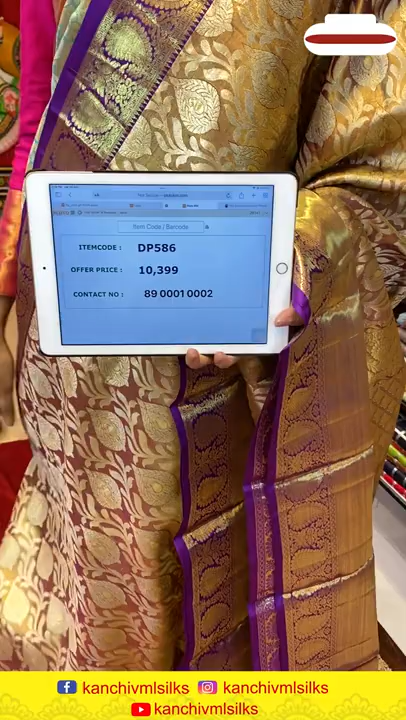 Item Code / Barcode
ITEMCODE : DP586
OFFER PRICE : 10,399
CONTACT NO : 89 0001 0002
kanchivmlsilks kanchivmlsilks
kanchivmlsilks